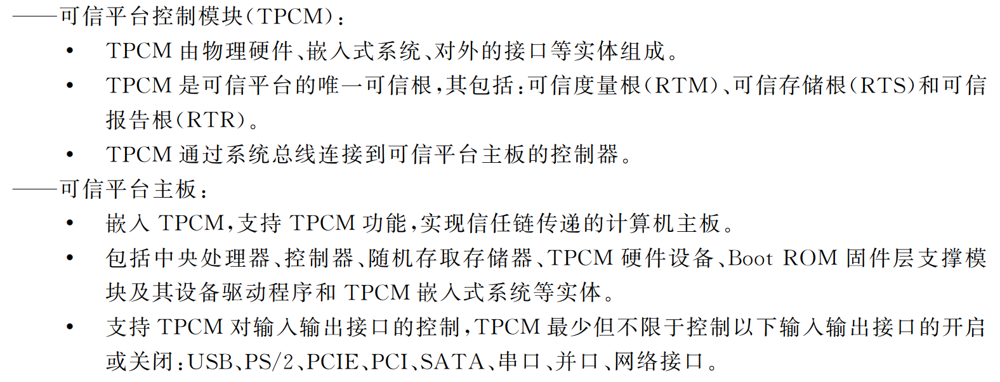 ——可信平台控制模块(TPCM):
• TPCM 由物理硬件、嵌入式系统、对外的接口等实体组成。
• TPCM 是可信平台的唯一可信根,其包括:可信度量根(RTM)、可信存储根(RTS)和可信
报告根(RTR)。
• TPCM 通过系统总线连接到可信平台主板的控制器。
——可信平台主板:
• 嵌入 TPCM,支持 TPCM 功能,实现信任链传递的计算机主板。
• 包括中央处理器、控制器、随机存取存储器、TPCM 硬件设备、Boot ROM 固件层支撑模
块及其设备驱动程序和 TPCM 嵌入式系统等实体。
• 支持 TPCM 对输入输出接口的控制,TPCM 最少但不限于控制以下输入输出接口的开启
或关闭:USB、PS/2、PCIE、PCI、SATA、串口、并口、网络接口。